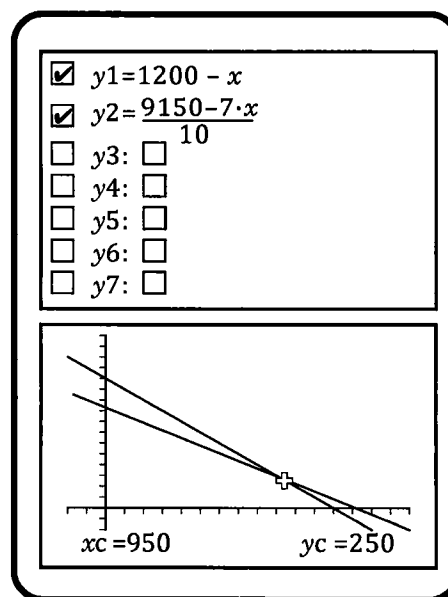 y1=1200 – x
y2=9150–7·x/10
y3:
y4:
y5:
y6:
y7:
xc =950 yc =250